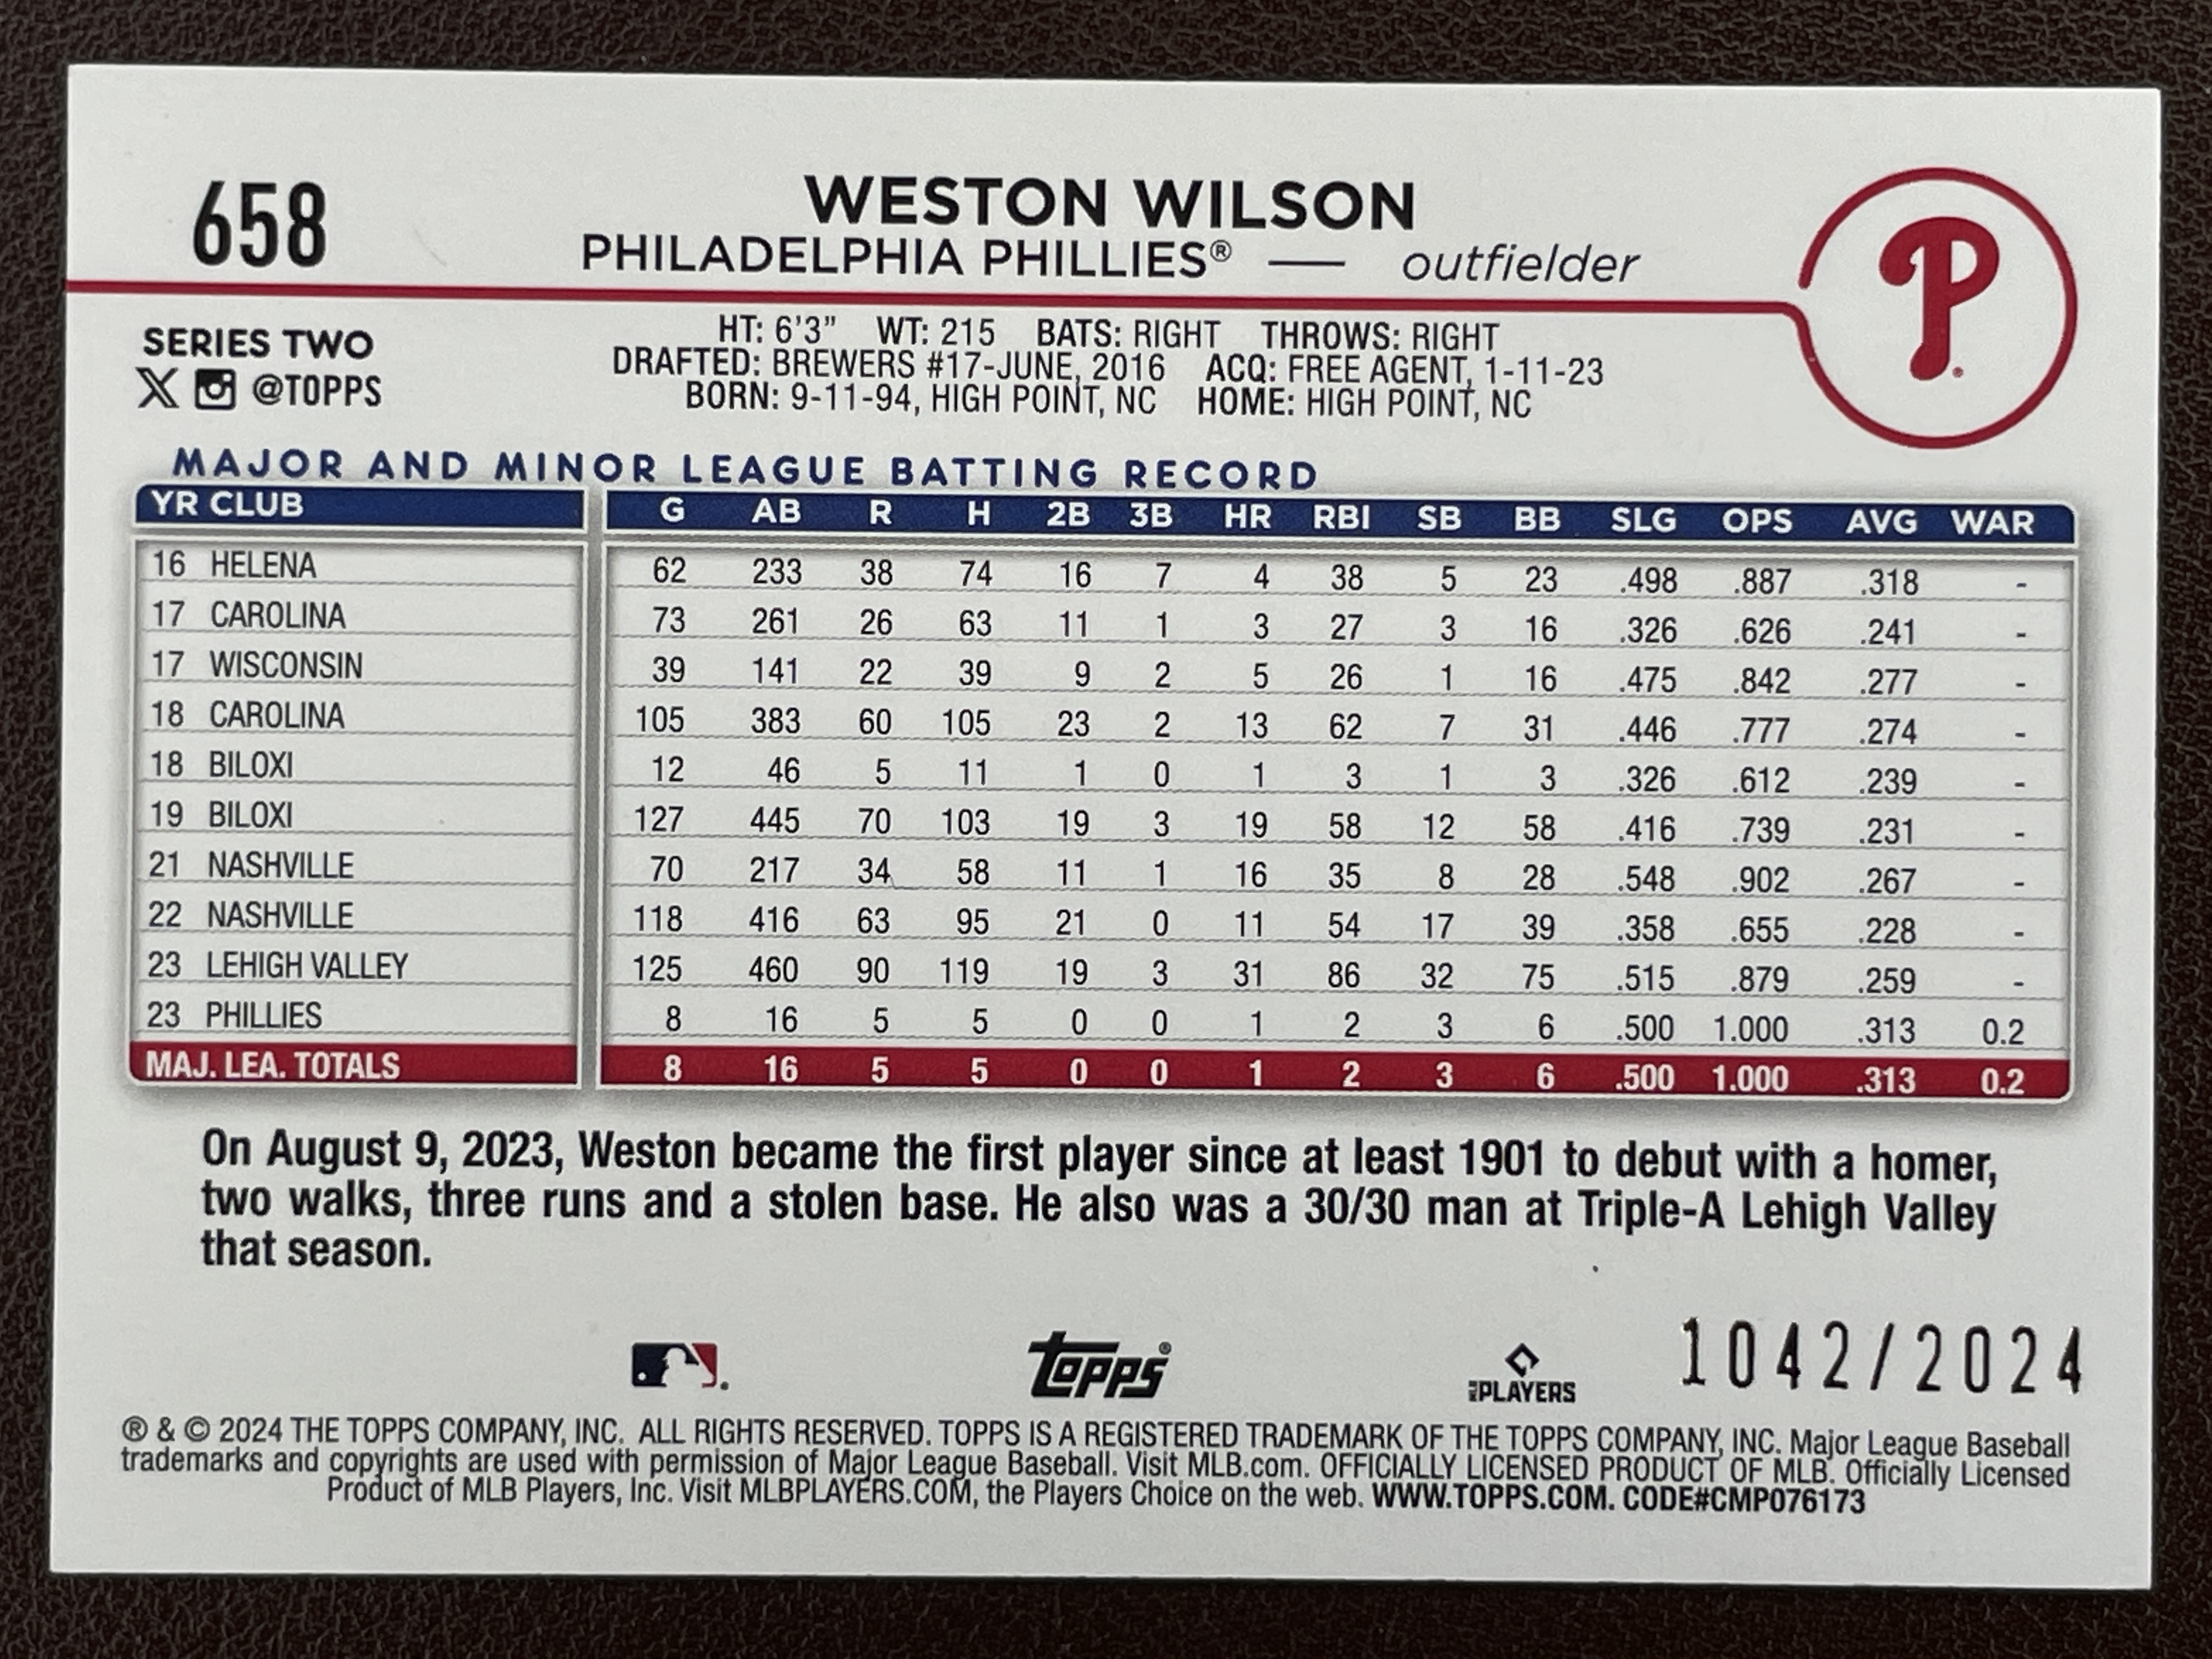 658
WESTON WILSON
PHILADELPHIA PHILLIES® — outfielder
P
SERIES TWO
X @TOPPS
HT: 6'3" WT: 215 BATS: RIGHT THROWS: RIGHT
DRAFTED: BREWERS #17-JUNE, 2016 ACQ: FREE AGENT, 1-11-23
BORN: 9-11-94, HIGH POINT, NC HOME: HIGH POINT, NC
MAJOR AND MINOR LEAGUE BATTING RECORD
YR CLUB G AB R H 2B 3B HR RBI SB BB SLG OPS AVG WAR
16 HELENA 62 233 38 74 16 7 4 38 5 23 .498 .887 .318 -
17 CAROLINA 73 261 26 63 11 1 3 27 3 16 .326 .626 .241 -
17 WISCONSIN 39 141 22 39 9 2 5 26 1 16 .475 .842 .277 -
18 CAROLINA 105 383 60 105 23 2 13 62 7 31 .446 .777 .274 -
18 BILOXI 12 46 5 11 1 0 1 3 1 3 .326 .612 .239 -
19 BILOXI 127 445 70 103 19 3 19 58 12 58 .416 .739 .231 -
21 NASHVILLE 70 217 34 58 11 1 16 35 8 28 .548 .902 .267 -
22 NASHVILLE 118 416 63 95 21 0 11 54 17 39 .358 .655 .228 -
23 LEHIGH VALLEY 125 460 90 119 19 3 31 86 32 75 .515 .879 .259 -
23 PHILLIES 8 16 5 5 0 0 1 2 3 6 .500 1.000 .313 0.2
MAJ. LEA. TOTALS 8 16 5 5 0 0 1 2 3 6 .500 1.000 .313 0.2
On August 9, 2023, Weston became the first player since at least 1901 to debut with a homer,
two walks, three runs and a stolen base. He also was a 30/30 man at Triple-A Lehigh Valley
that season.
topps®
PLAYERS
1042/2024
® & © 2024 THE TOPPS COMPANY, INC. ALL RIGHTS RESERVED. TOPPS IS A REGISTERED TRADEMARK OF THE TOPPS COMPANY, INC. Major League Baseball
trademarks and copyrights are used with permission of Major League Baseball. Visit MLB.com. OFFICIALLY LICENSED PRODUCT OF MLB. Officially Licensed
Product of MLB Players, Inc. Visit MLBPLAYERS.COM, the Players Choice on the web. WWW.TOPPS.COM. CODE#CMP076173